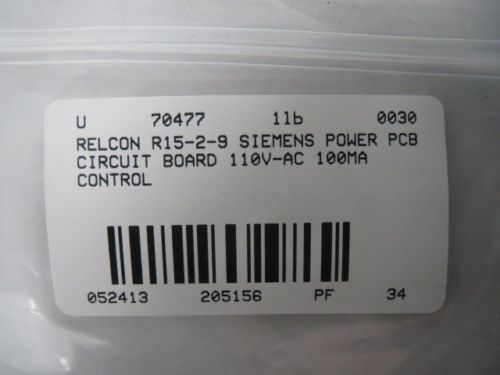 U 70477 1lb 0030
RELCON R15-2-9 SIEMENS POWER PCB
CIRCUIT BOARD 110V-AC 100MA
CONTROL
052413 205156 PF 34